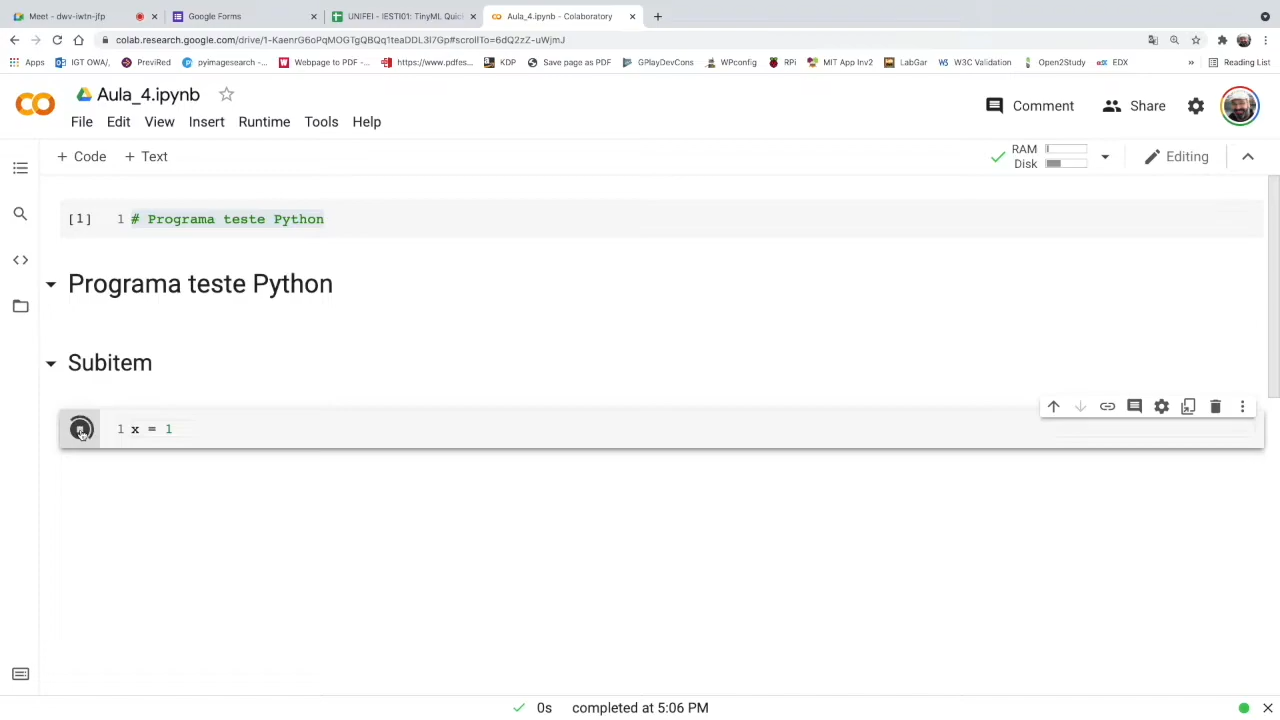 Meet - dwv-iwtn-jwd
Google Forms
UNIFEI - IESTI01: TinyML Quic
Aula_4.ipynb - Colaboratory
colab.research.google.com/drive/1-KaenrG6oPqMOGTgQBQq1teaDDL3l7Gp#scrollTo=6dQ2zZ-uWjmJ
Apps
IGT OWA/,
PreviRed
pyimagesearch -...
Webpage to PDF -...
https://www.pdfes...
KDP
Save page as PDF
GPlayDevCons
WPconfig
RPi
MIT App Inv2
LabGar
W3C Validation
Open2Study
EDX
»
Reading List
Aula_4.ipynb
Comment
Share
File Edit View Insert Runtime Tools Help
+ Code + Text
RAM
Disk
Editing
[1] 1 # Programa teste Python
Programa teste Python
Subitem
1 x = 1
0s completed at 5:06 PM